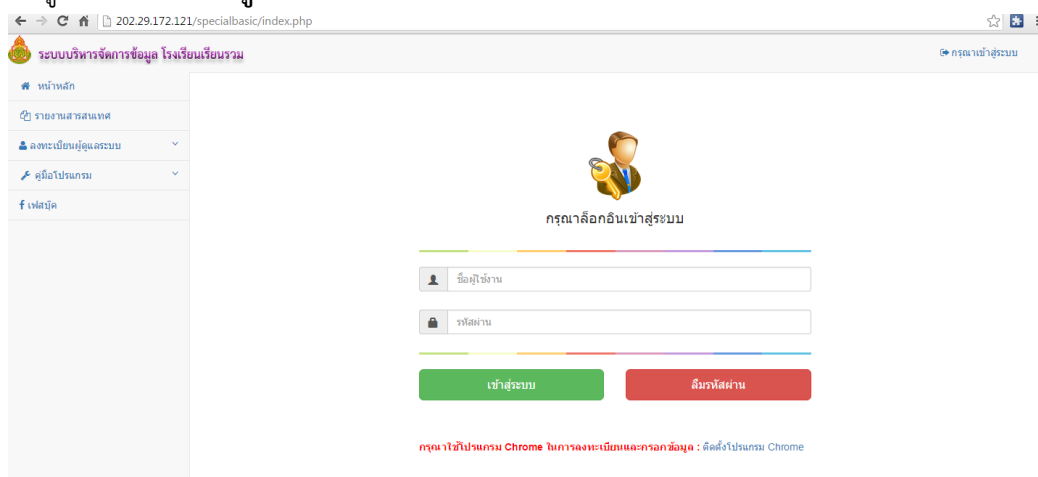 202.29.172.121/specialbasic/index.php
ระบบบริหารจัดการข้อมูล โรงเรียนเรียนรวม
กรุณาเข้าสู่ระบบ
หน้าหลัก
รายงานสารสนเทศ
ลงทะเบียนผู้ดูแลระบบ
คู่มือโปรแกรม
เฟสบุ๊ค
กรุณาล็อกอินเข้าสู่ระบบ
ชื่อผู้ใช้งาน
รหัสผ่าน
เข้าสู่ระบบ
ลืมรหัสผ่าน
กรุณาใช้โปรแกรม Chrome ในการลงทะเบียนและกรอกข้อมูล : ติดตั้งโปรแกรม Chrome